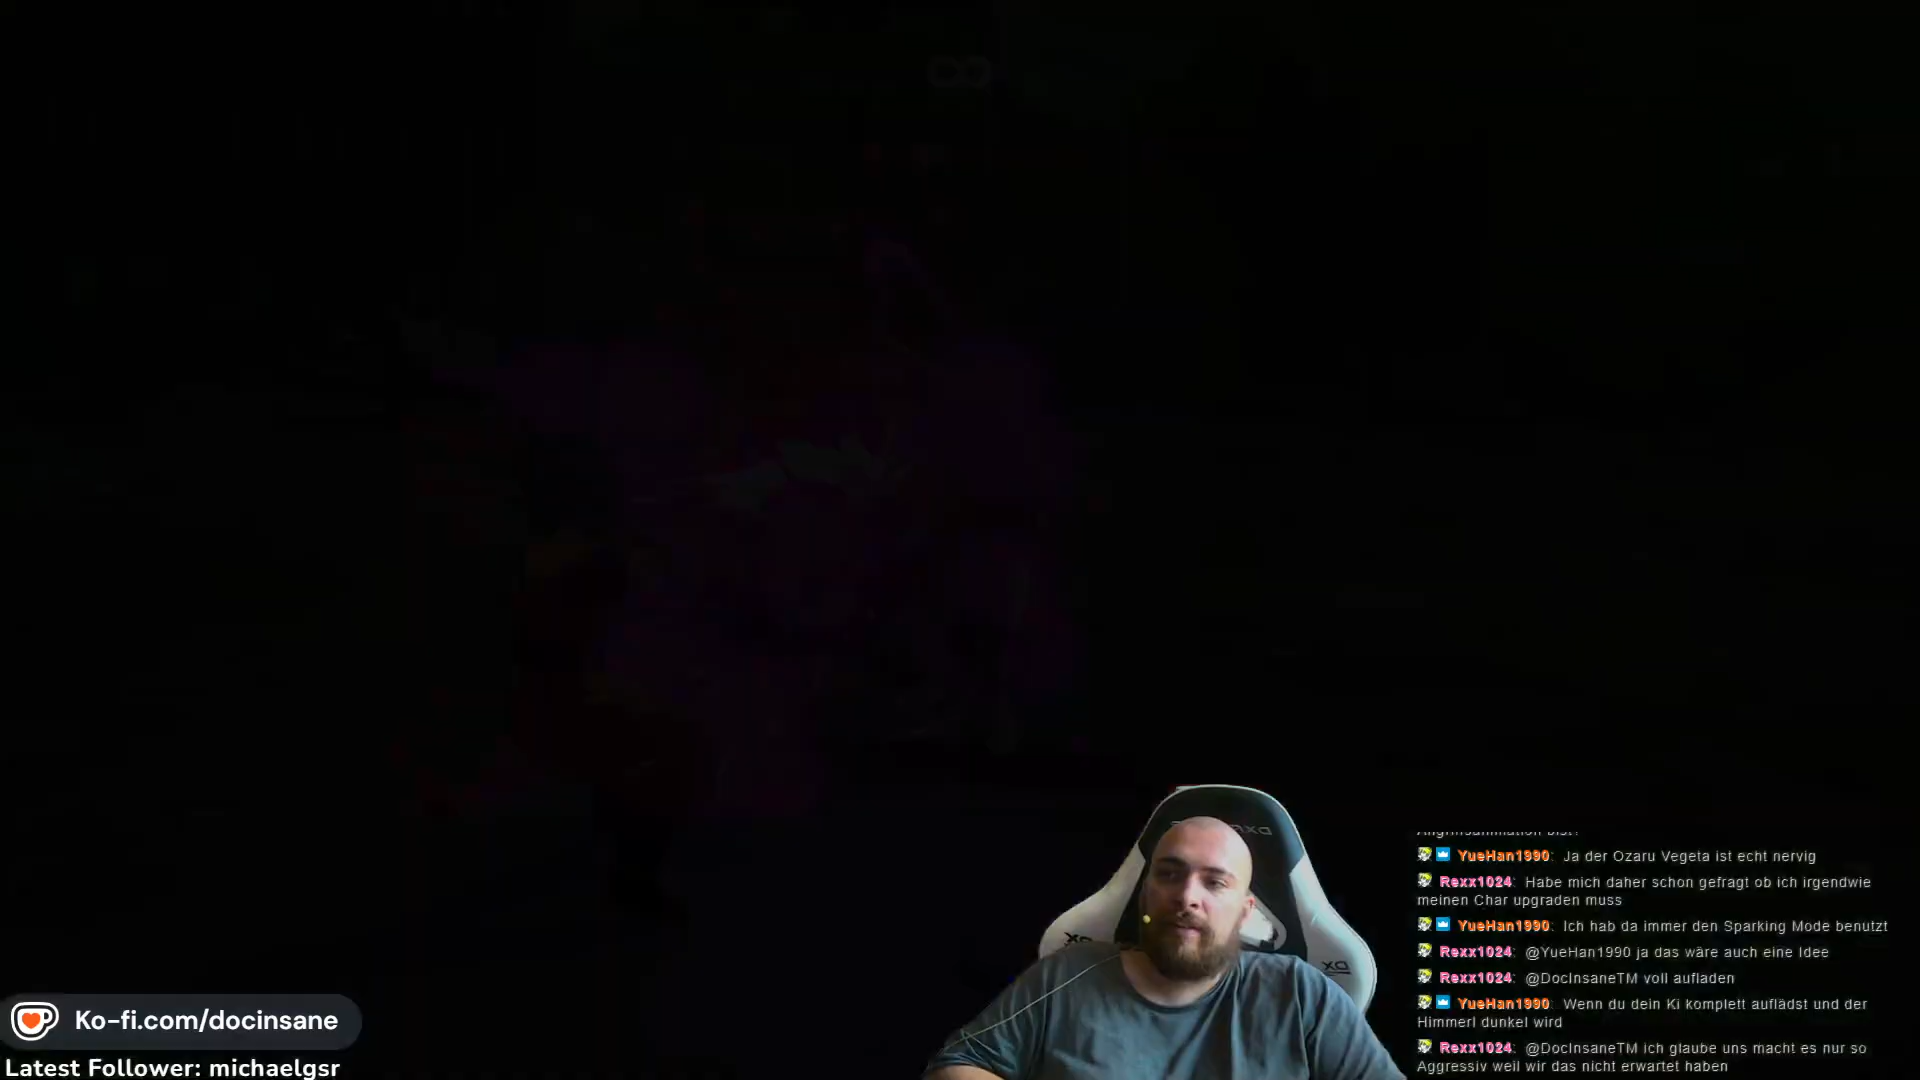 YueHan1990: Ja der Ozaru Vegeta ist echt nervig
Rexx1024: Habe mich daher schon gefragt ob ich irgendwie
meinen Char upgraden muss
YueHan1990: Ich hab da immer den Sparking Mode benutzt
Rexx1024: @YueHan1990 ja das wäre auch eine Idee
Rexx1024: @DocInsaneTM voll aufladen
YueHan1990: Wenn du dein Ki komplett auflädst und der
Himmerl dunkel wird
Rexx1024: @DocInsaneTM ich glaube uns macht es nur so
Aggressiv weil wir das nicht erwartet haben
Ko-fi.com/docinsane
Latest Follower: michaelgsr